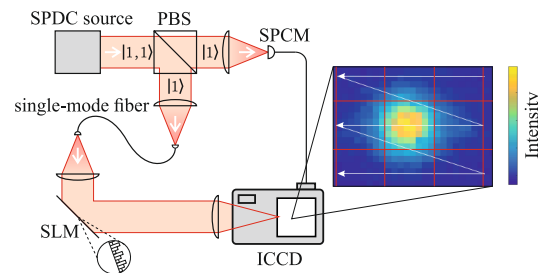 SPDC source
PBS
SPCM
|1,1⟩
|1⟩
|1⟩
single-mode fiber
Intensity
SLM
ICCD